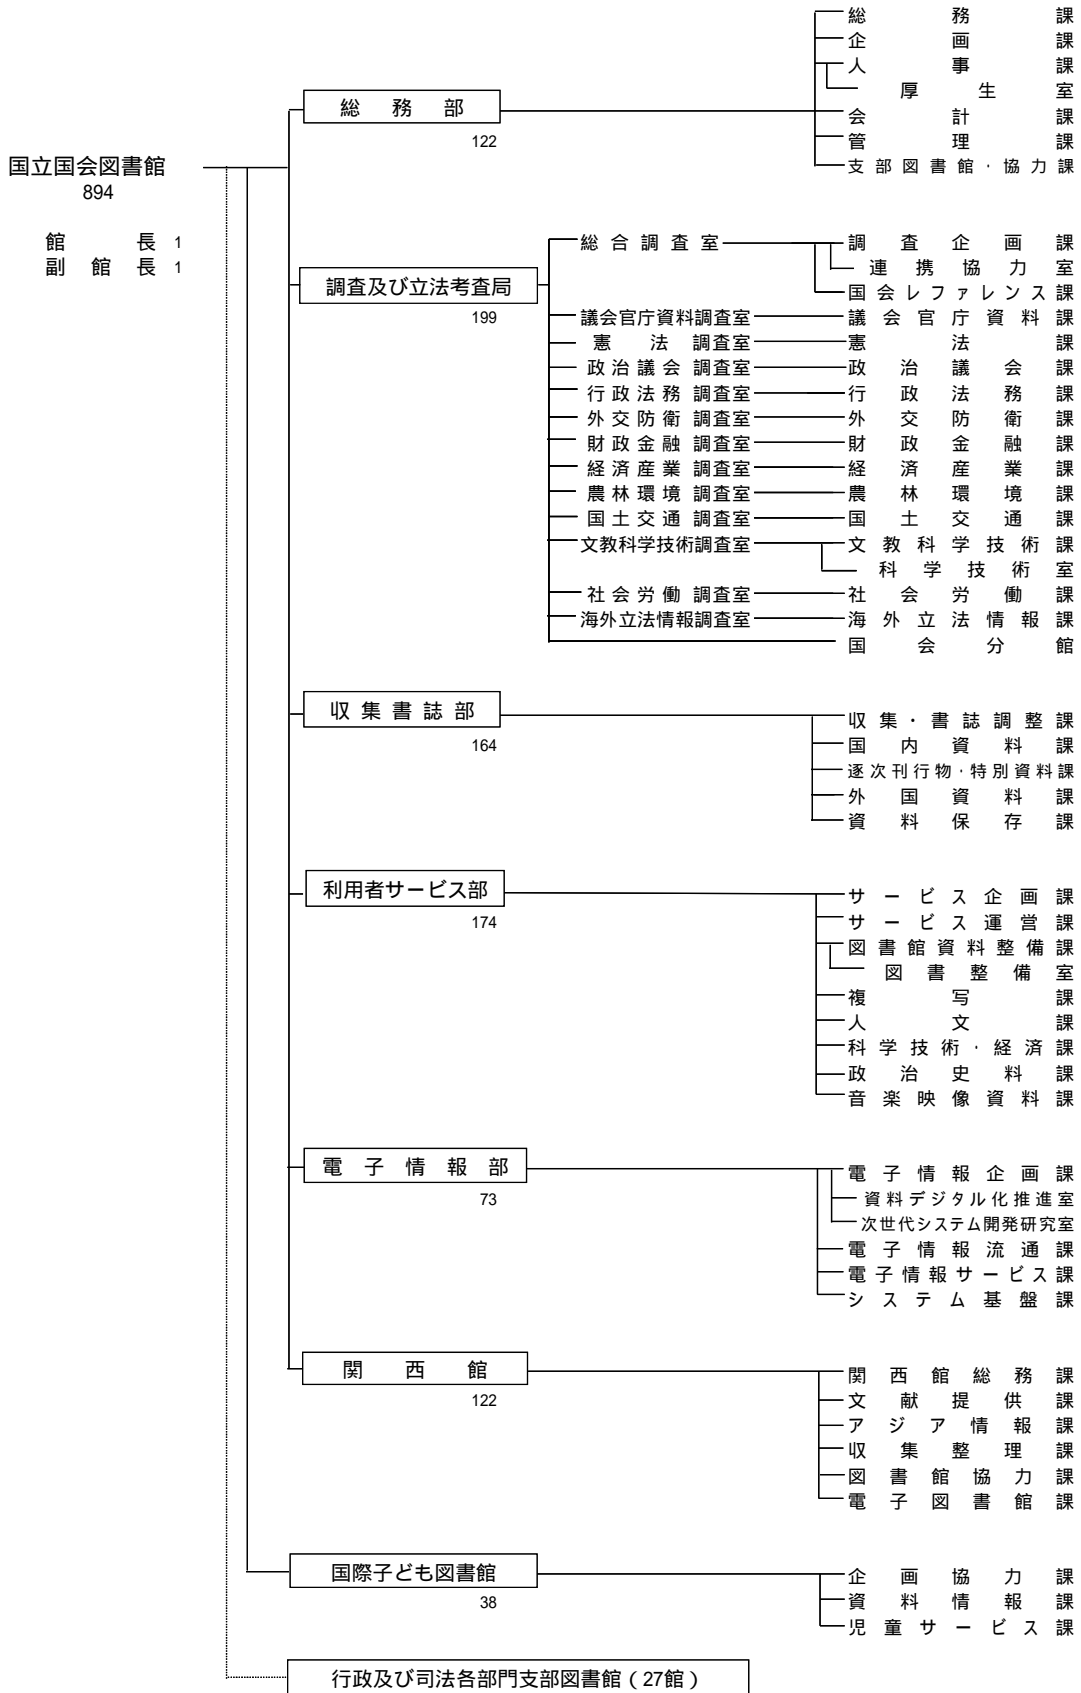 国立国会図書館
894
館長 1
副館長 1
総務部
122
総務課
企画課
人事課
厚生室
会計課
管理課
支部図書館・協力課
調査及び立法考査局
199
総合調査室
調査企画課
連携協力室
国会レファレンス課
議会官庁資料調査室 議会官庁資料課
憲法調査室 憲法課
政治議会調査室 政治議会課
行政法務調査室 行政法務課
外交防衛調査室 外交防衛課
財政金融調査室 財政金融課
経済産業調査室 経済産業課
農林環境調査室 農林環境課
国土交通調査室 国土交通課
文教科学技術調査室 文教科学技術課
科学技術室
社会労働調査室 社会労働課
海外立法情報調査室 海外立法情報課
国会分館
収集書誌部
164
収集・書誌調整課
国内資料課
逐次刊行物・特別資料課
外国資料課
資料保存課
利用者サービス部
174
サービス企画課
サービス運営課
図書館資料整備課
図書整備室
複写課
人文課
科学技術・経済課
政治史料課
音楽映像資料課
電子情報部
73
電子情報企画課
資料デジタル化推進室
次世代システム開発研究室
電子情報流通課
電子情報サービス課
システム基盤課
関西館
122
関西館総務課
文献提供課
アジア情報課
収集整理課
図書館協力課
電子図書館課
国際子ども図書館
38
企画協力課
資料情報課
児童サービス課
行政及び司法各部門支部図書館（27館）